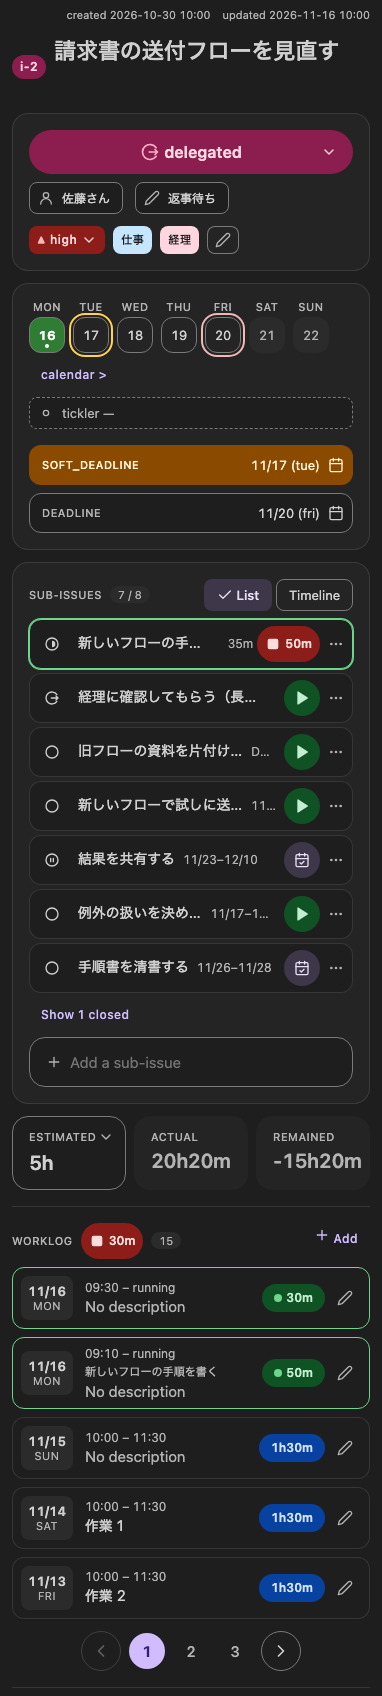 created 2026-10-30 10:00 updated 2026-11-16 10:00
i-2 請求書の送付フローを見直す
delegated
佐藤さん 返事待ち
high 仕事 経理
MON TUE WED THU FRI SAT SUN
16 17 18 19 20 21 22
calendar >
tickler —
SOFT_DEADLINE 11/17 (tue)
DEADLINE 11/20 (fri)
SUB-ISSUES 7 / 8 List Timeline
新しいフローの手... 35m 50m
経理に確認してもらう（長...
旧フローの資料を片付け... D...
新しいフローで試しに送... 11...
結果を共有する 11/23–12/10
例外の扱いを決め... 11/17–1...
手順書を清書する 11/26–11/28
Show 1 closed
+ Add a sub-issue
ESTIMATED ACTUAL REMAINED
5h 20h20m -15h20m
WORKLOG 30m 15 + Add
11/16 MON 09:30 – running
No description 30m
11/16 MON 09:10 – running
新しいフローの手順を書く
No description 50m
11/15 SUN 10:00 – 11:30
No description 1h30m
11/14 SAT 10:00 – 11:30
作業 1 1h30m
11/13 FRI 10:00 – 11:30
作業 2 1h30m
< 1 2 3 >